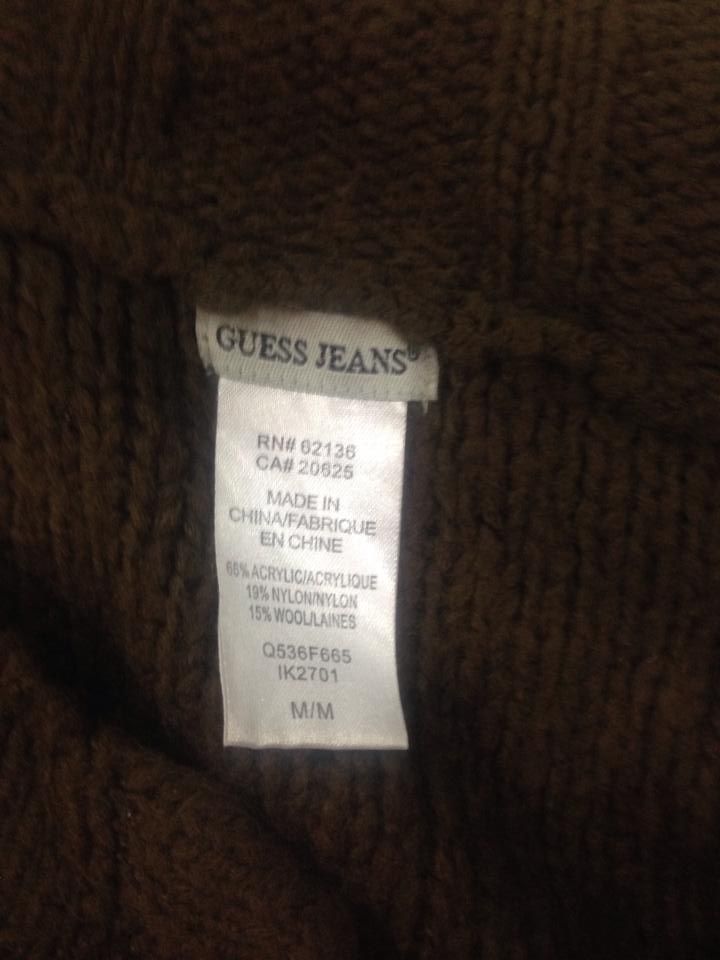 GUESS JEANS®
RN# 62136
CA# 20625
MADE IN
CHINA/FABRIQUE
EN CHINE
66% ACRYLIC/ACRYLIQUE
19% NYLON/NYLON
15% WOOL/LAINES
Q536F665
IK2701
M/M